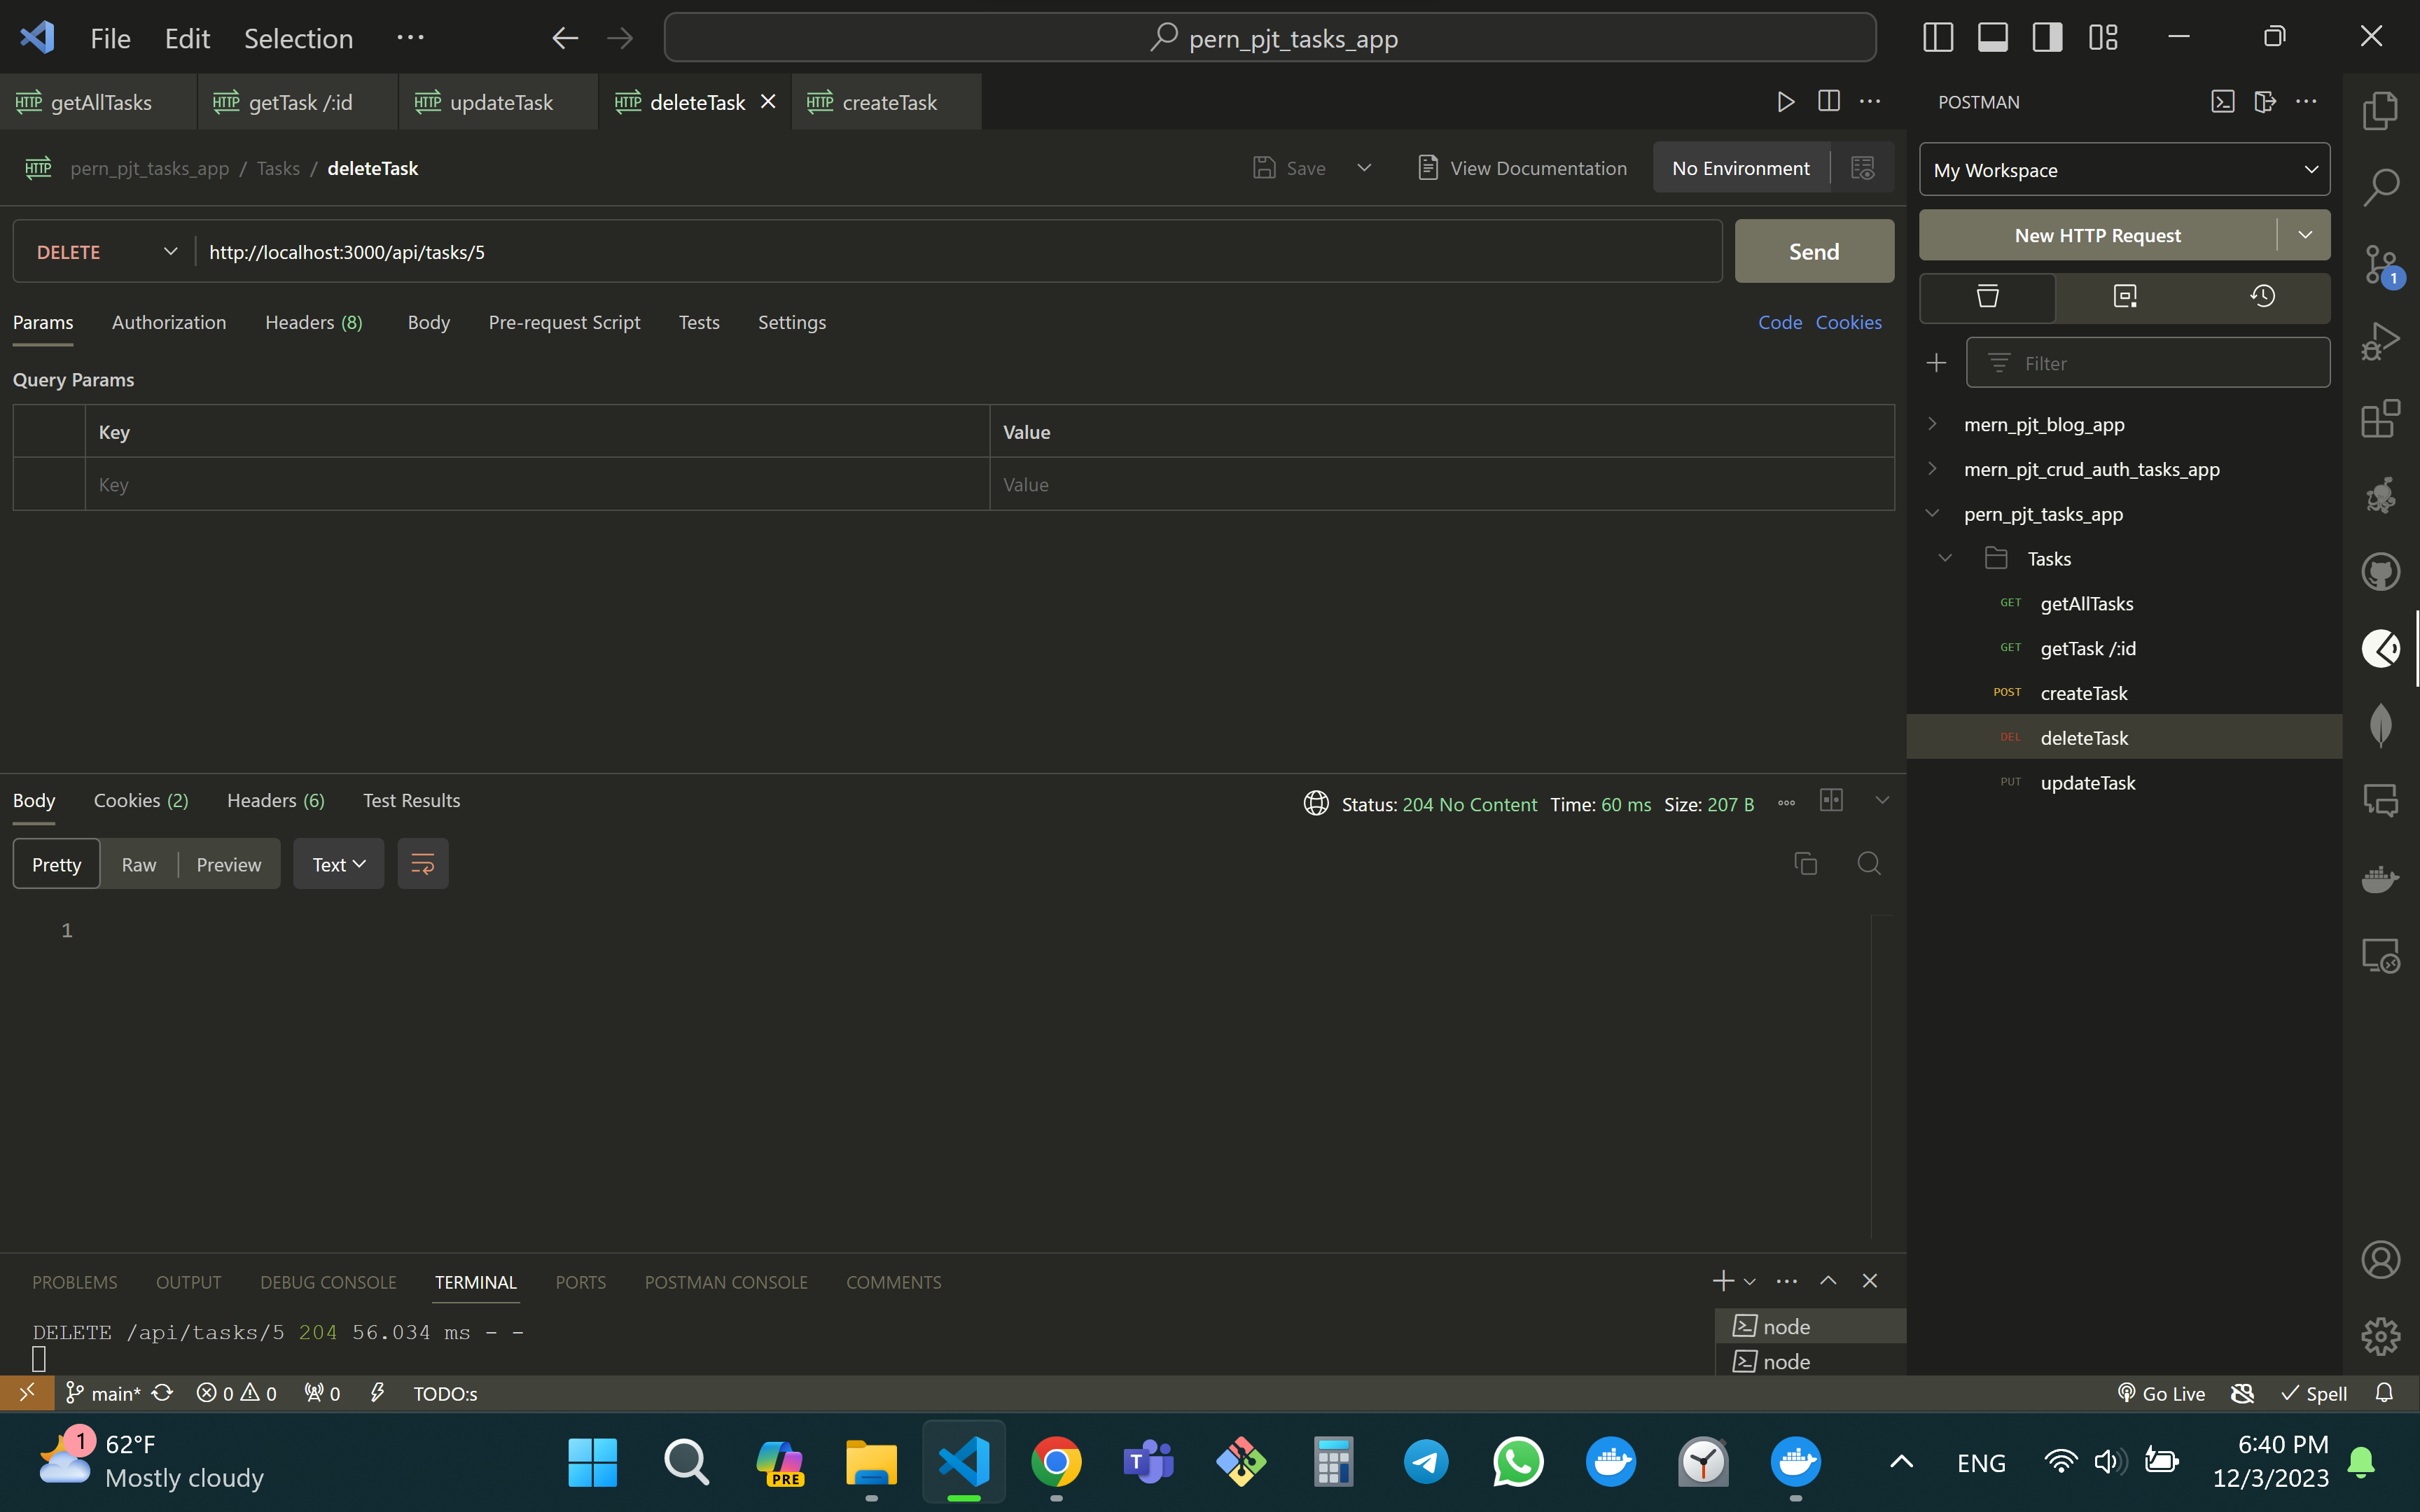 File Edit Selection ··· pern_pjt_tasks_app
HTTP getAllTasks HTTP getTask /:id HTTP updateTask HTTP deleteTask HTTP createTask
HTTP pern_pjt_tasks_app / Tasks / deleteTask Save View Documentation No Environment
DELETE http://localhost:3000/api/tasks/5 Send
Params Authorization Headers (8) Body Pre-request Script Tests Settings Code Cookies
Query Params
Key Value
Key Value
Body Cookies (2) Headers (6) Test Results Status: 204 No Content Time: 60 ms Size: 207 B
Pretty Raw Preview Text
1
PROBLEMS OUTPUT DEBUG CONSOLE TERMINAL PORTS POSTMAN CONSOLE COMMENTS
DELETE /api/tasks/5 204 56.034 ms - -
node
node
POSTMAN
My Workspace
New HTTP Request
Filter
mern_pjt_blog_app
mern_pjt_crud_auth_tasks_app
pern_pjt_tasks_app
Tasks
GET getAllTasks
GET getTask /:id
POST createTask
DEL deleteTask
PUT updateTask
1
main* 0 0 0 TODO:s Go Live Spell
1 62°F
Mostly cloudy
PRE
T
ENG
6:40 PM
12/3/2023